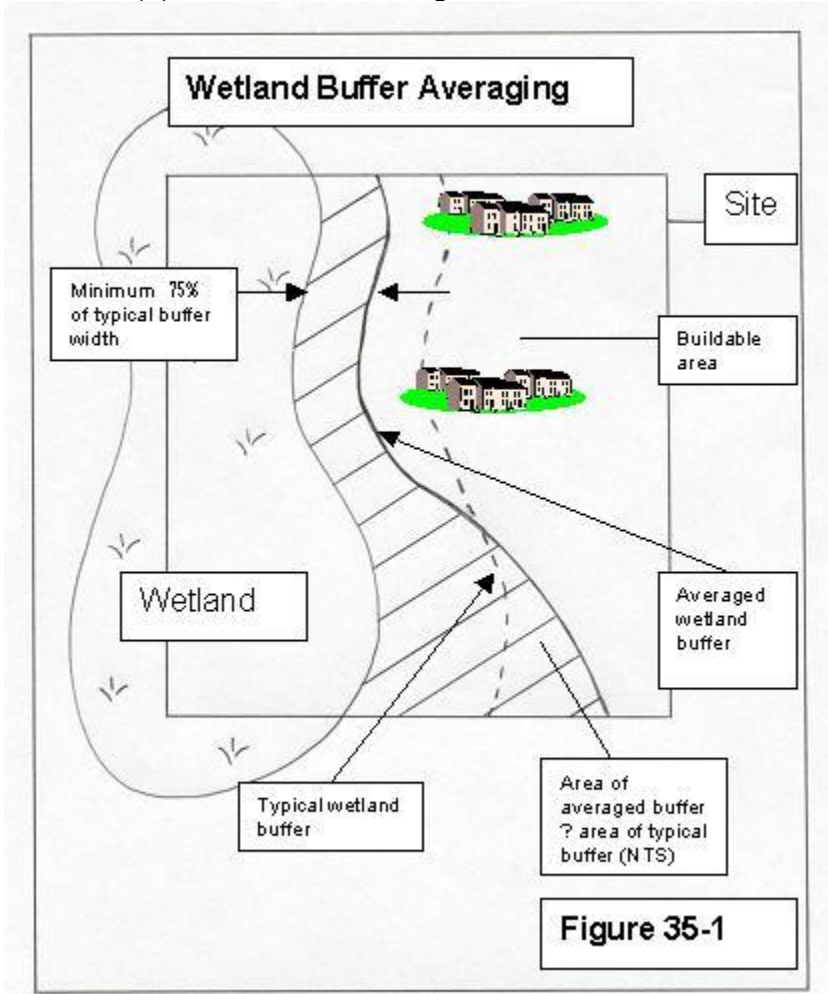 Wetland Buffer Averaging
Site
Minimum 75%
of typical buffer
width
Buildable
area
Wetland
Averaged
wetland
buffer
Typical wetland
buffer
Area of
averaged buffer
? area of typical
buffer (NTS)
Figure 35-1